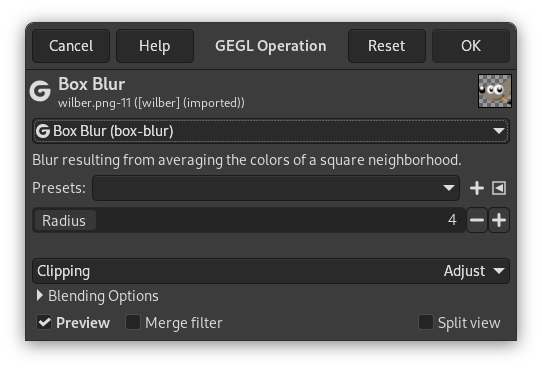 Cancel Help GEGL Operation Reset OK
Box Blur
wilber.png-11 ([wilber] (imported))
Box Blur (box-blur)
Blur resulting from averaging the colors of a square neighborhood.
Presets:
Radius 4
Clipping Adjust
Blending Options
Preview Merge filter Split view